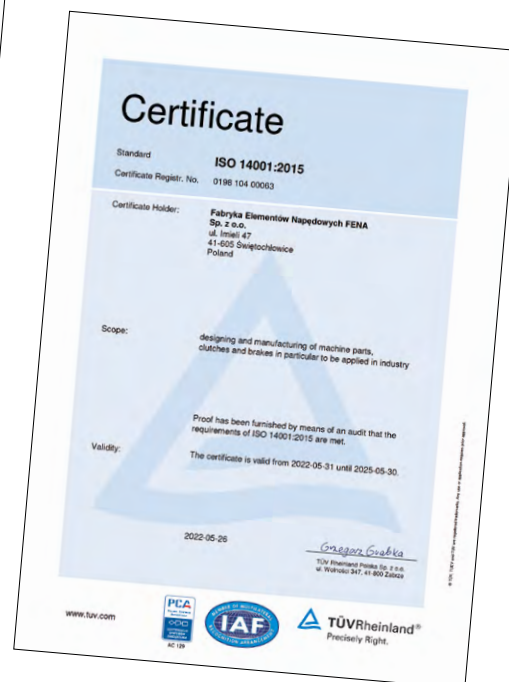 Certificate
Standard
ISO 14001:2015
Certificate Registr. No.
0198 104 00063
Certificate Holder:
Fabryka Elementów Napędowych FENA
Sp. z o.o.
ul. Imieli 47
41-605 Świętochłowice
Poland
Scope:
designing and manufacturing of machine parts,
clutches and brakes in particular to be applied in industry
Proof has been furnished by means of an audit that the
requirements of ISO 14001:2015 are met.
Validity:
The certificate is valid from 2022-05-31 until 2025-05-30.
2022-05-26
Grzegorz Grabka
TÜV Rheinland Polska Sp. z o.o.
ul. Wolności 347, 41-800 Zabrze
www.tuv.com
PCA
AC 129
MEMBER OF MULTILATERAL
IAF
RECOGNITION ARRANGEMENT
TÜVRheinland®
Precisely Right.